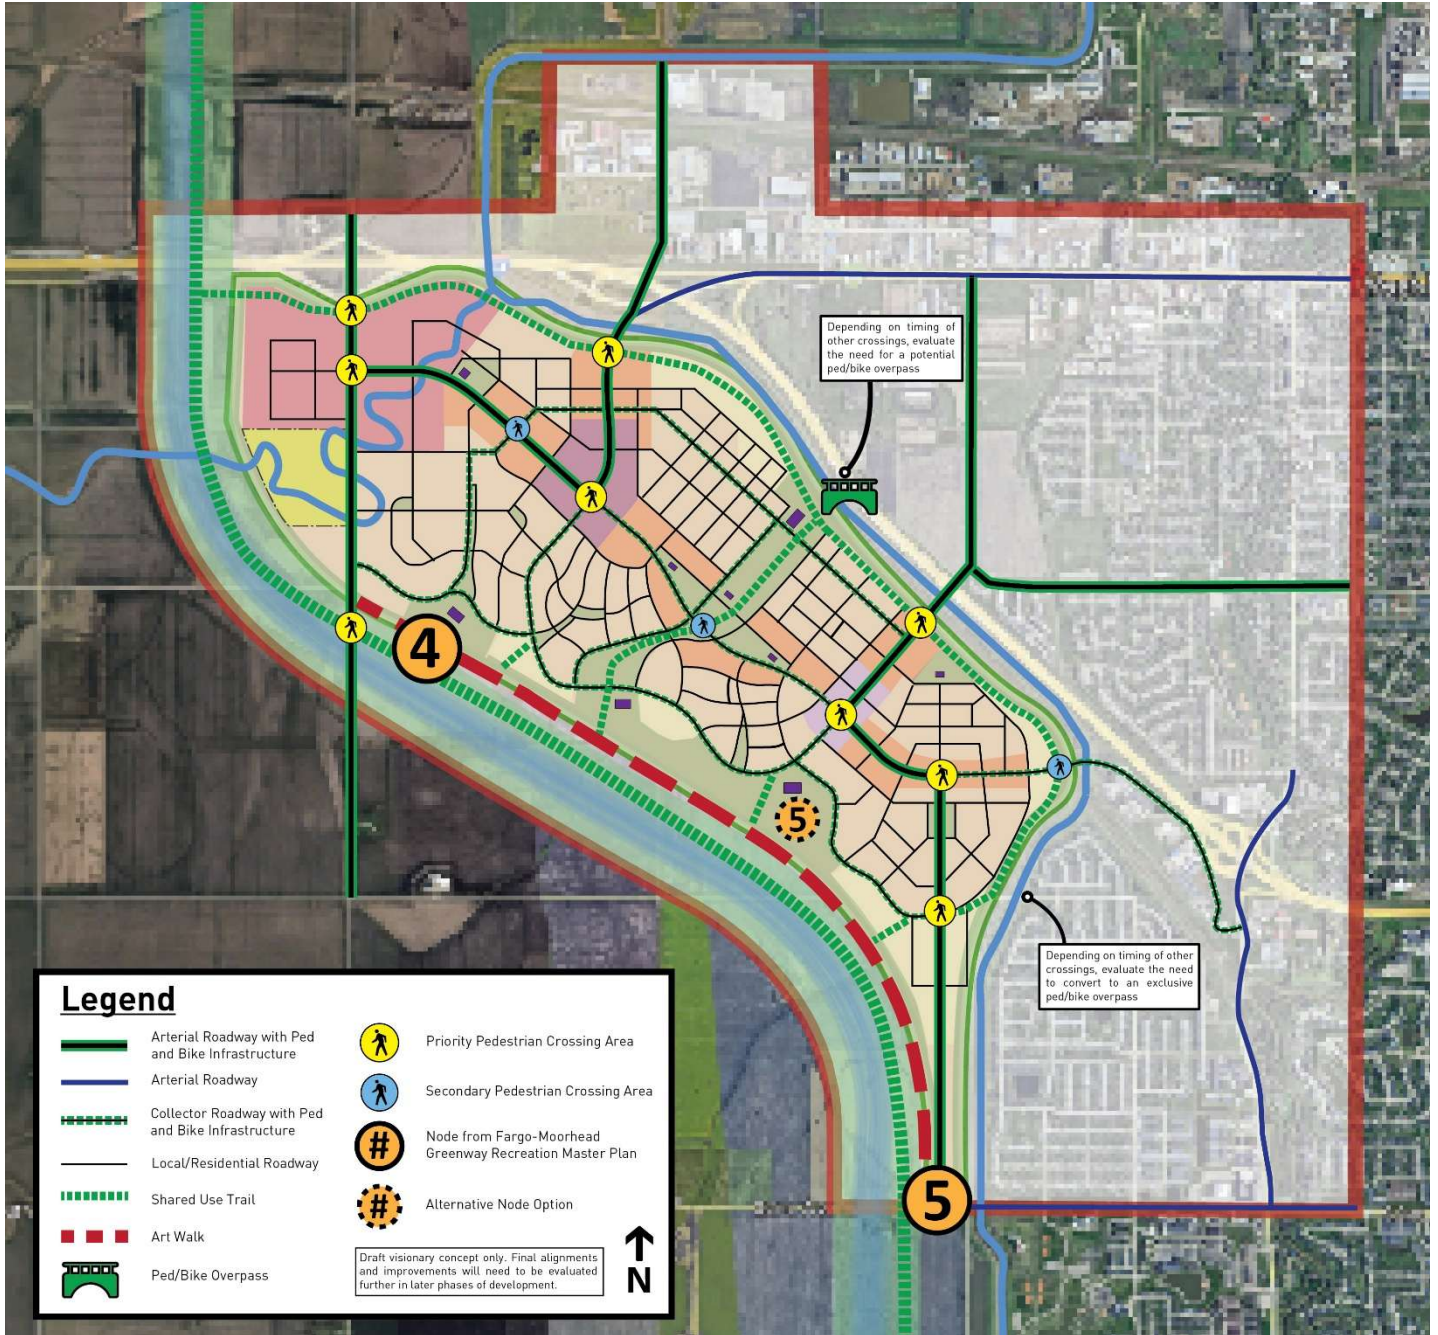 Depending on timing of
other crossings, evaluate
the need for a potential
ped/bike overpass
4
5
Depending on timing of other
crossings, evaluate the need
to convert to an exclusive
ped/bike overpass
5
Legend
Arterial Roadway with Ped
and Bike Infrastructure
Arterial Roadway
Collector Roadway with Ped
and Bike Infrastructure
Local/Residential Roadway
Shared Use Trail
Art Walk
Ped/Bike Overpass
Priority Pedestrian Crossing Area
Secondary Pedestrian Crossing Area
#
Node from Fargo-Moorhead
Greenway Recreation Master Plan
#
Alternative Node Option
Draft visionary concept only. Final alignments
and improvements will need to be evaluated
further in later phases of development.
N